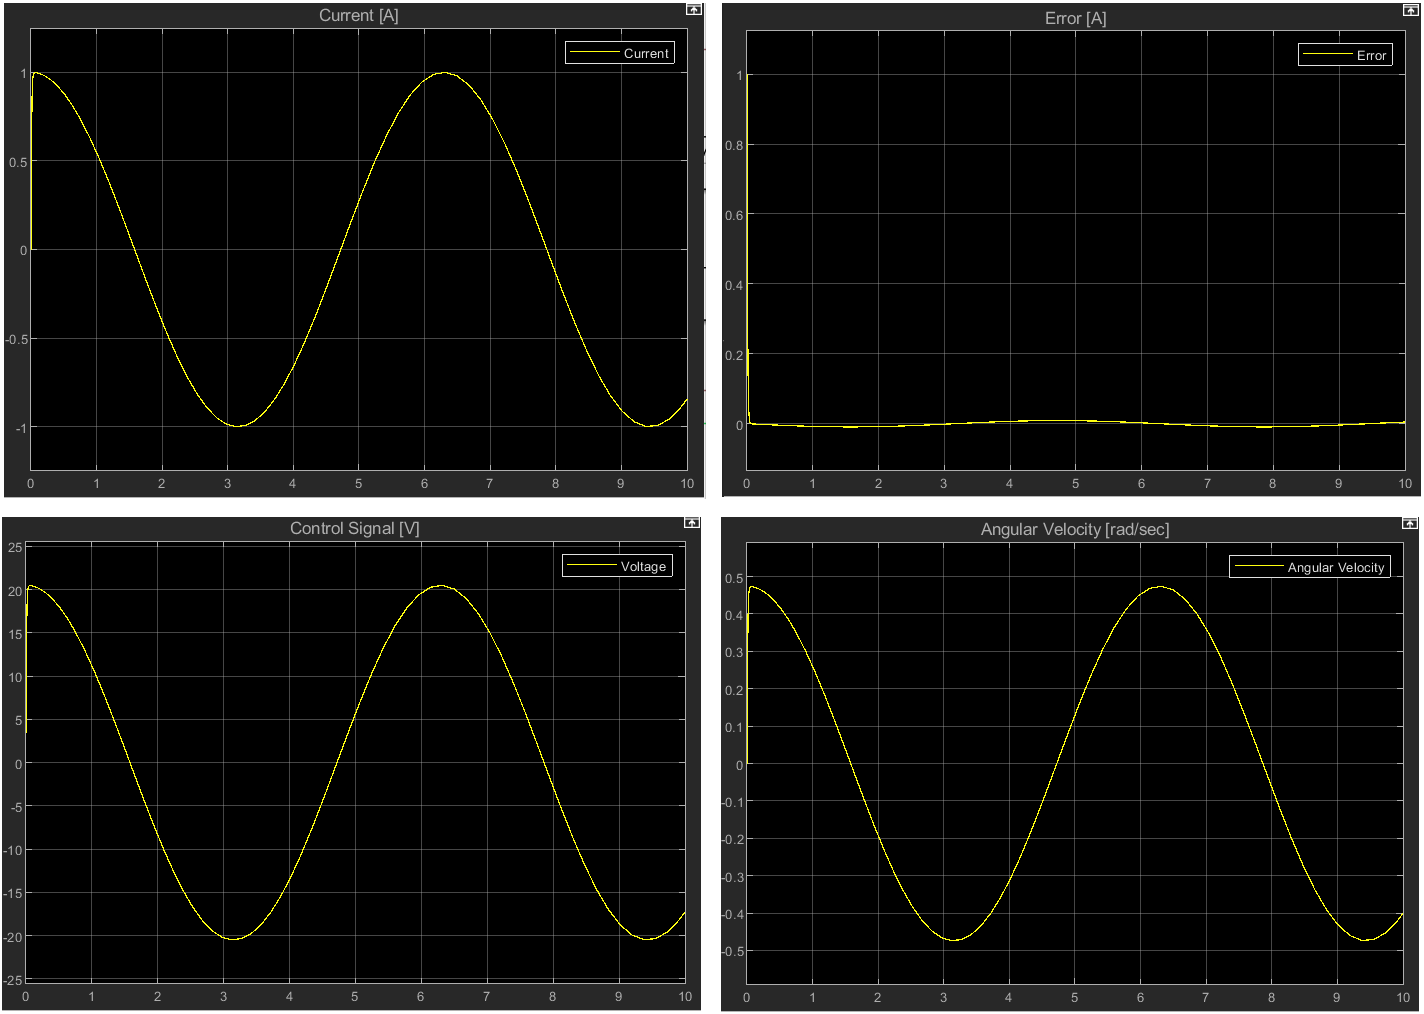 Current [A]
Current
1
0.5
0
-0.5
-1
0 1 2 3 4 5 6 7 8 9 10
Error [A]
Error
1
0.8
0.6
0.4
0.2
0
0 1 2 3 4 5 6 7 8 9 10
Control Signal [V]
Voltage
25
20
15
10
5
0
-5
-10
-15
-20
-25
0 1 2 3 4 5 6 7 8 9 10
Angular Velocity [rad/sec]
Angular Velocity
0.5
0.4
0.3
0.2
0.1
0
-0.1
-0.2
-0.3
-0.4
-0.5
0 1 2 3 4 5 6 7 8 9 10